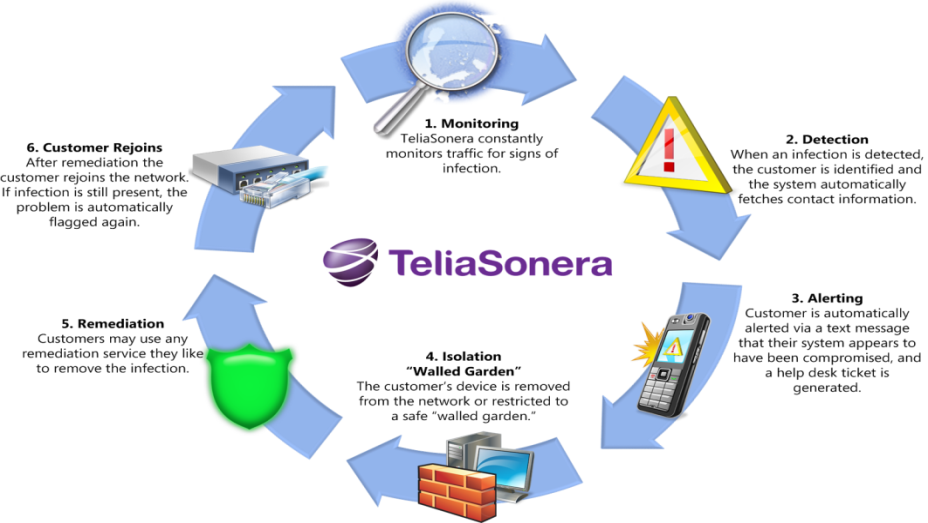 1. Monitoring
TeliaSonera constantly
monitors traffic for signs of
infection.
2. Detection
When an infection is detected,
the customer is identified and
the system automatically
fetches contact information.
3. Alerting
Customer is automatically
alerted via a text message
that their system appears to
have been compromised, and
a help desk ticket is
generated.
4. Isolation
“Walled Garden”
The customer’s device is removed
from the network or restricted to
a safe “walled garden.”
5. Remediation
Customers may use any
remediation service they like
to remove the infection.
6. Customer Rejoins
After remediation the
customer rejoins the network.
If infection is still present, the
problem is automatically
flagged again.
TeliaSonera